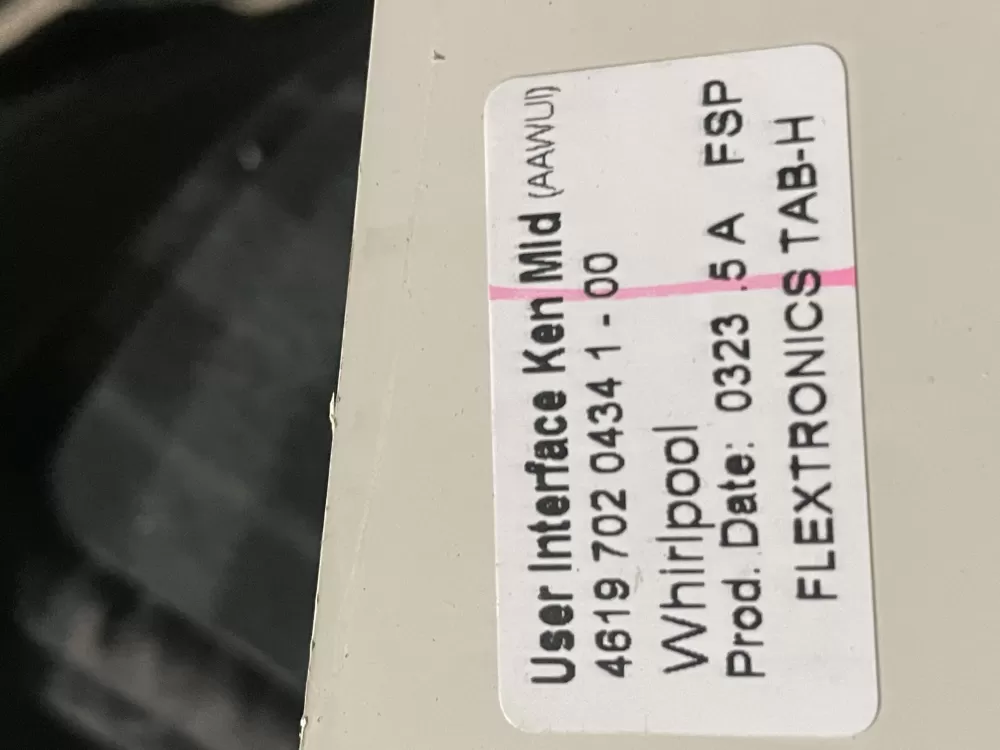 User Interface Ken Mid (AAWUI)
4619 702 0434 1 - 00
Whirlpool
Prod. Date: 0323 .5 A FSP
FLEXTRONICS TAB-H